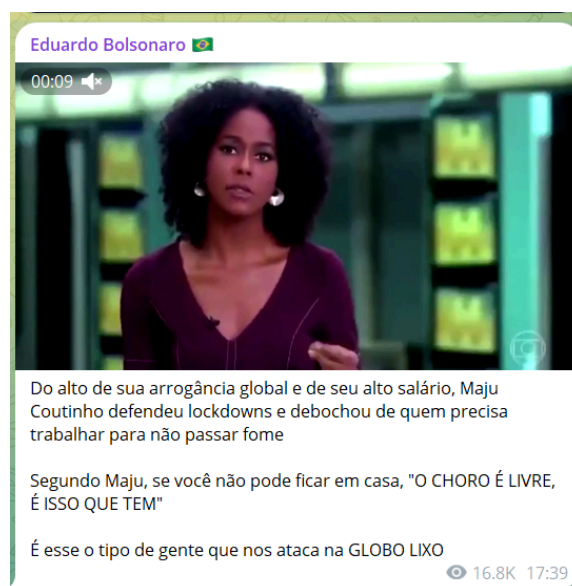 Eduardo Bolsonaro 🇧🇷
00:09
Do alto de sua arrogância global e de seu alto salário, Maju
Coutinho defendeu lockdowns e debochou de quem precisa
trabalhar para não passar fome
Segundo Maju, se você não pode ficar em casa, "O CHORO É LIVRE,
É ISSO QUE TEM"
É esse o tipo de gente que nos ataca na GLOBO LIXO
16.8K 17:39